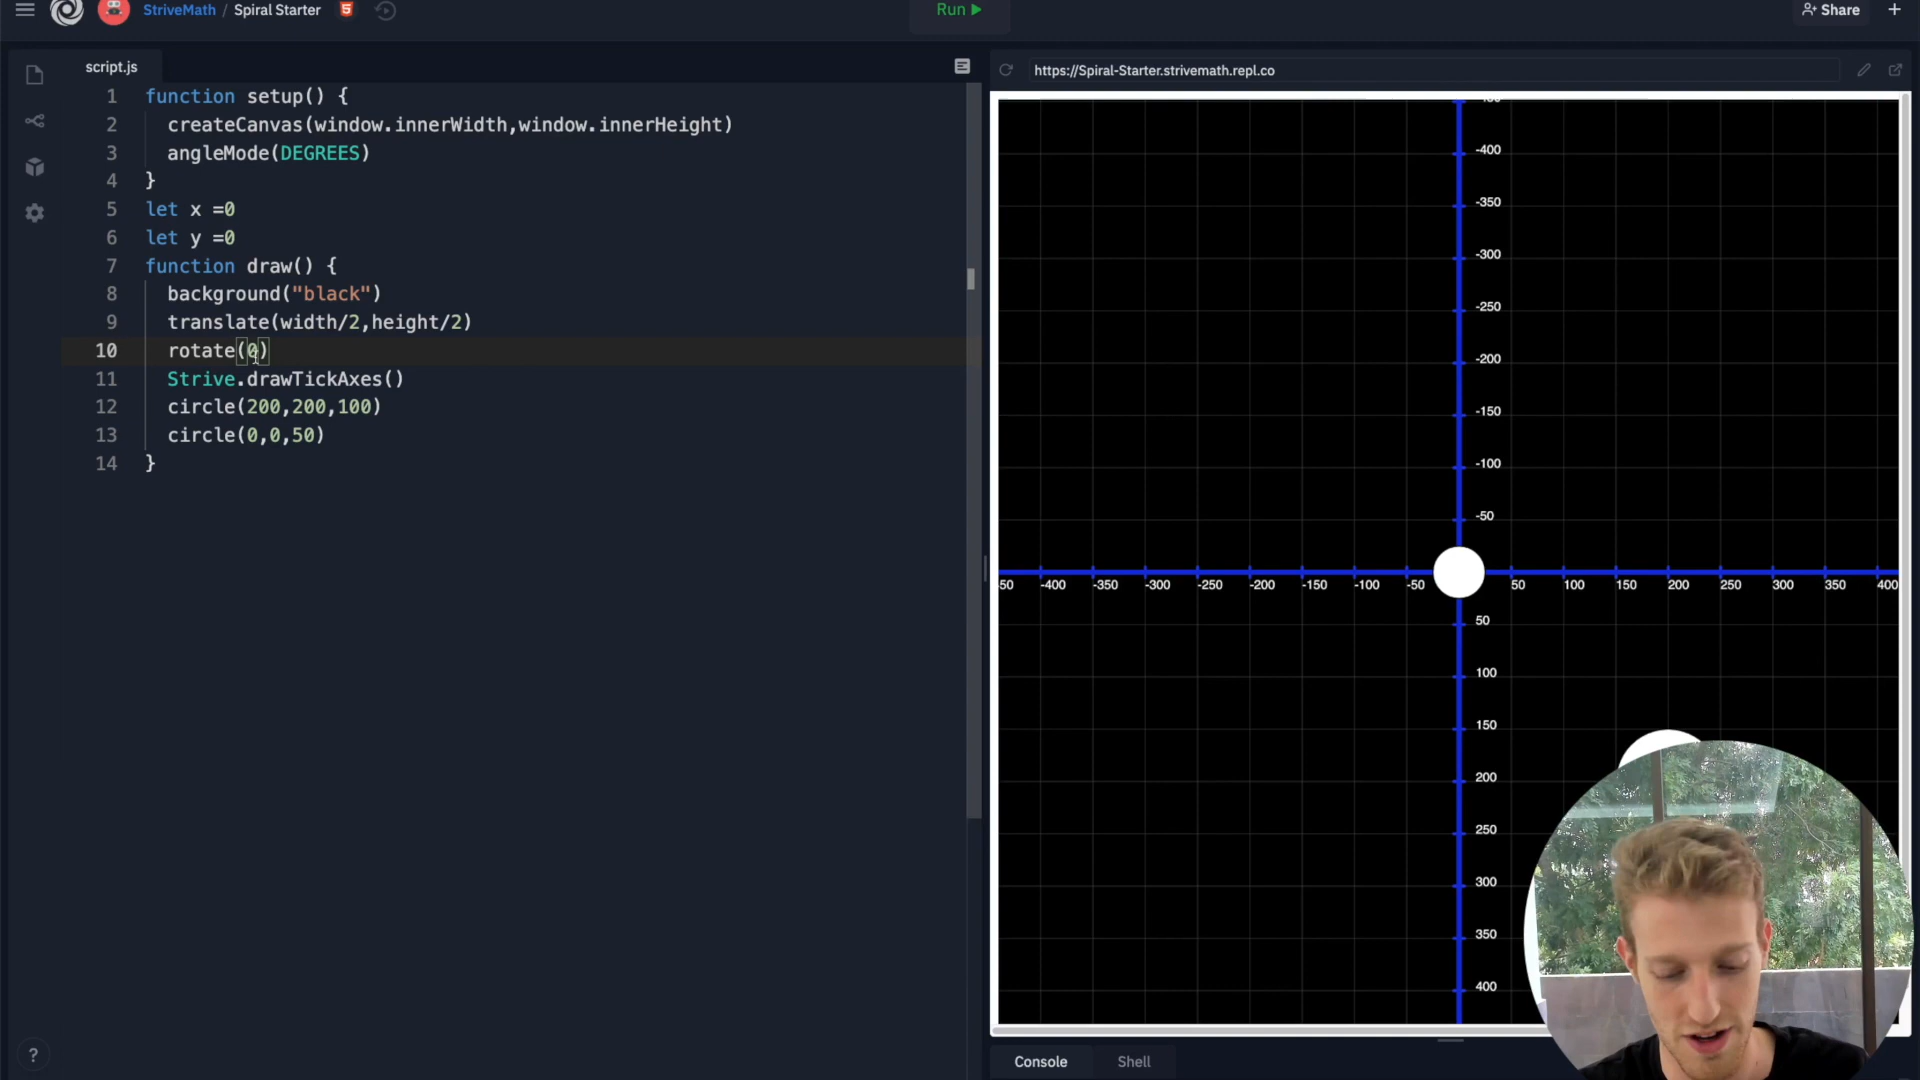 StriveMath / Spiral Starter
Run
Share
script.js
https://Spiral-Starter.strivemath.repl.co
1 function setup() {
2 createCanvas(window.innerWidth,window.innerHeight)
3 angleMode(DEGREES)
4 }
5 let x =0
6 let y =0
7 function draw() {
8 background("black")
9 translate(width/2,height/2)
10 rotate(0)
11 Strive.drawTickAxes()
12 circle(200,200,100)
13 circle(0,0,50)
14 }
-400
-350
-300
-250
-200
-150
-100
-50
50 -400 -350 -300 -250 -200 -150 -100 -50 50 100 150 200 250 300 350 400
50
100
150
200
250
300
350
400
Console Shell
?